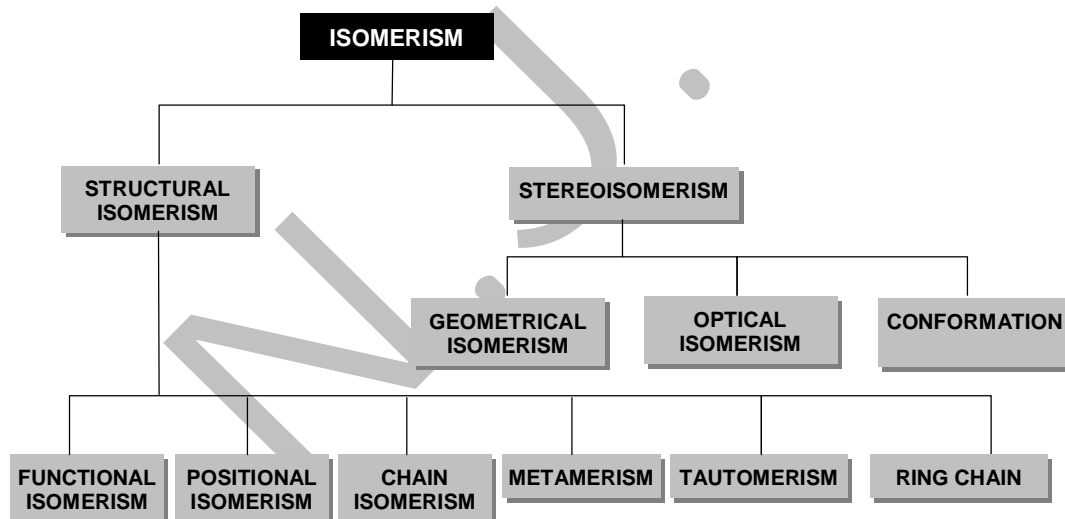 ISOMERISM
STRUCTURAL
ISOMERISM
STEREOISOMERISM
GEOMETRICAL
ISOMERISM
OPTICAL
ISOMERISM
CONFORMATION
FUNCTIONAL
ISOMERISM
POSITIONAL
ISOMERISM
CHAIN
ISOMERISM
METAMERISM
TAUTOMERISM
RING CHAIN